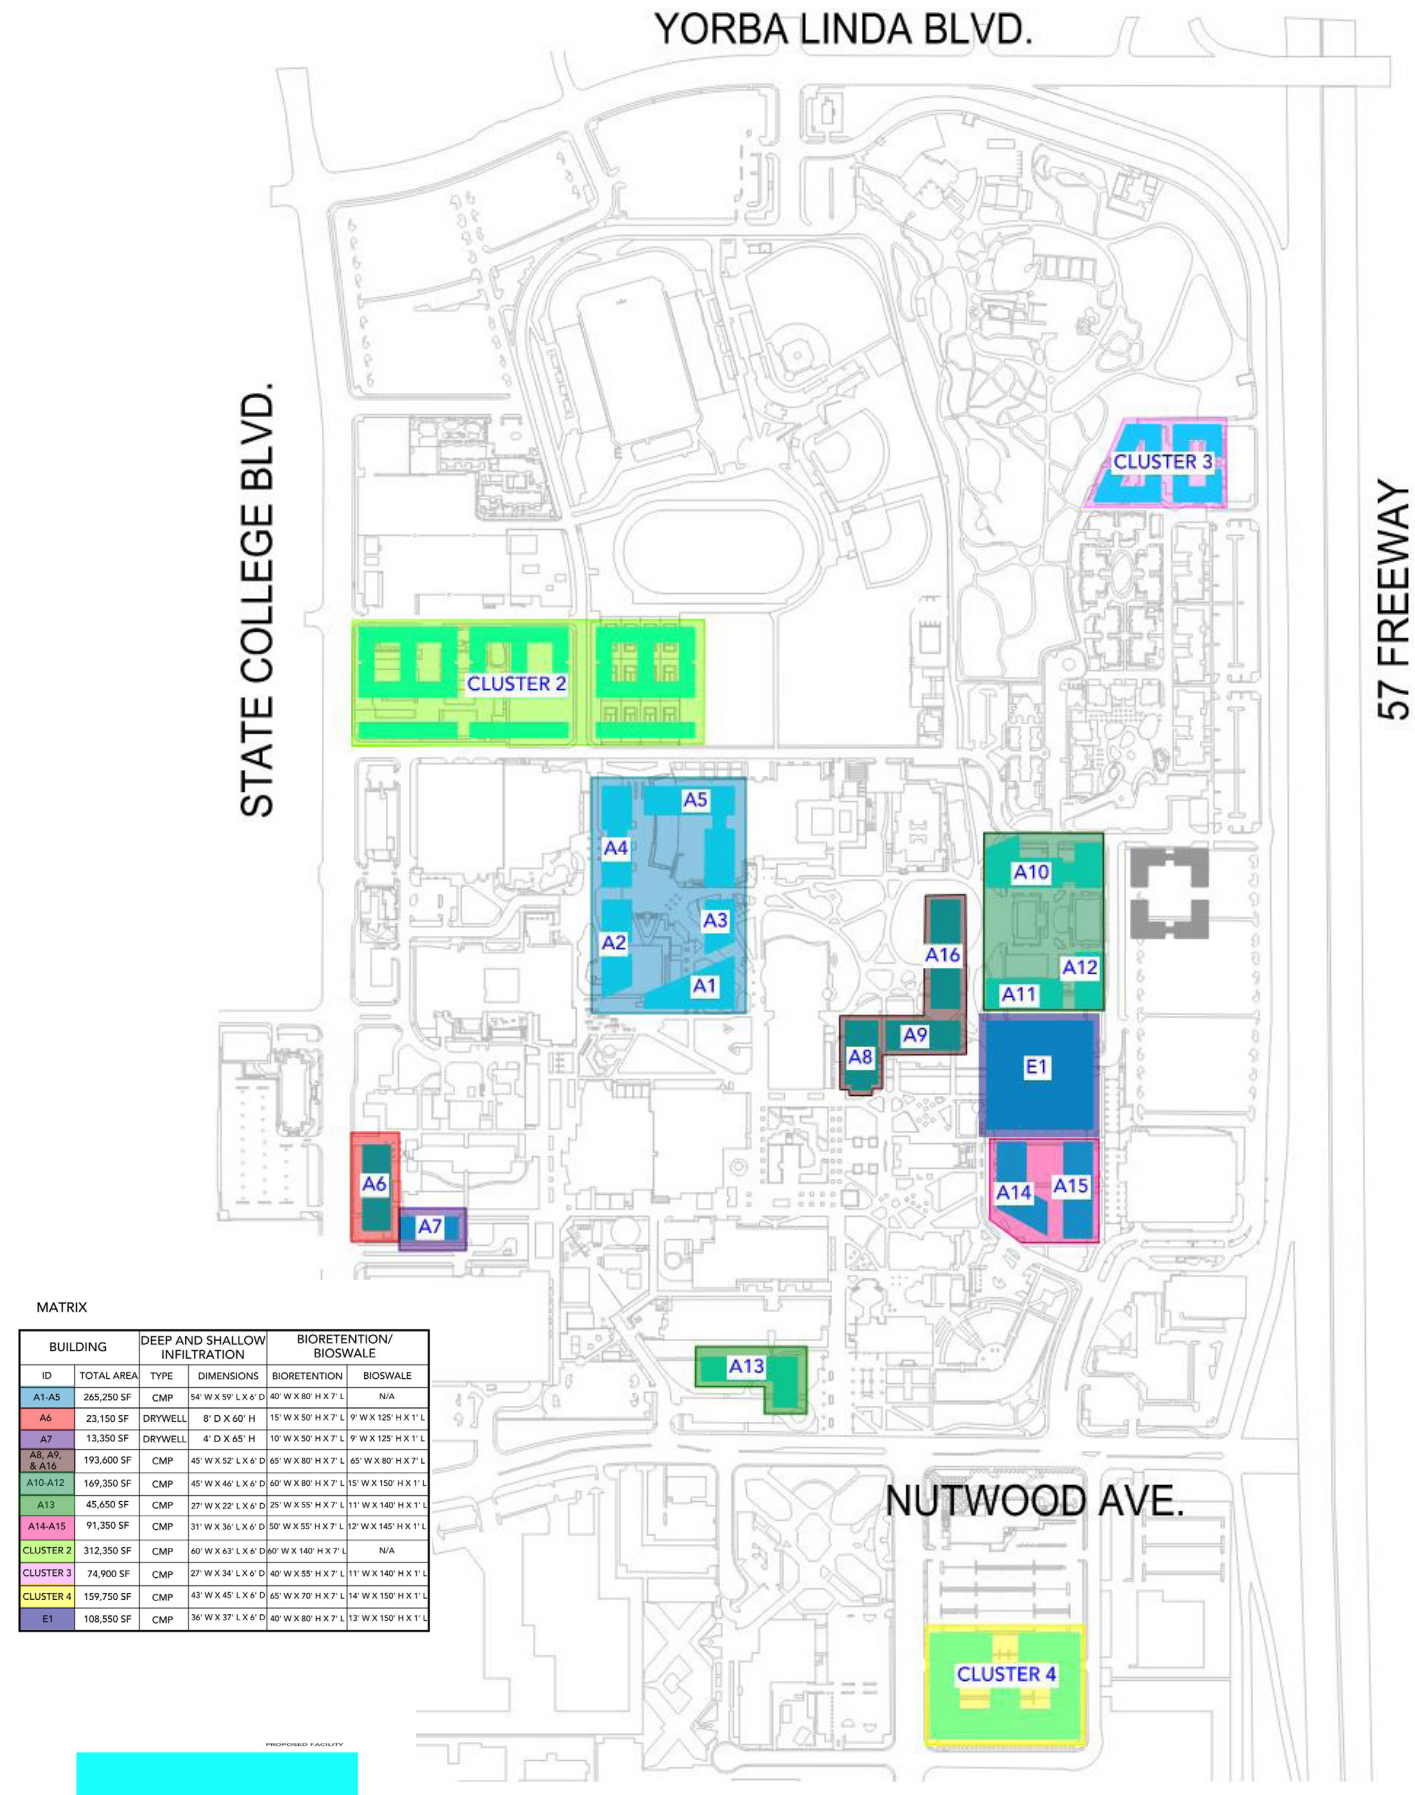 YORBA LINDA BLVD.
STATE COLLEGE BLVD.
57 FREEWAY
CLUSTER 3
CLUSTER 2
A5
A4
A3
A2
A1
A10
A12
A11
A16
A9
A8
E1
A14
A15
A6
A7
A13
NUTWOOD AVE.
CLUSTER 4
MATRIX
BUILDING DEEP AND SHALLOW INFILTRATION BIORETENTION/ BIOSWALE
ID TOTAL AREA TYPE DIMENSIONS BIORETENTION BIOSWALE
A1-A5 265,250 SF CMP 54' W X 59' L X 6' D 40' W X 80' H X 7' L N/A
A6 23,150 SF DRYWELL 8' D X 60' H 15' W X 50' H X 7' L 9' W X 125' H X 1' L
A7 13,350 SF DRYWELL 4' D X 65' H 10' W X 50' H X 7' L 9' W X 125' H X 1' L
A8, A9, & A16 193,600 SF CMP 45' W X 52' L X 6' D 65' W X 80' H X 7' L 65' W X 80' H X 7' L
A10-A12 169,350 SF CMP 45' W X 46' L X 6' D 60' W X 80' H X 7' L 15' W X 150' H X 1' L
A13 45,650 SF CMP 27' W X 22' L X 6' D 25' W X 55' H X 7' L 11' W X 140' H X 1' L
A14-A15 91,350 SF CMP 31' W X 36' L X 6' D 50' W X 55' H X 7' L 12' W X 145' H X 1' L
CLUSTER 2 312,350 SF CMP 60' W X 63' L X 6' D 60' W X 140' H X 7' L N/A
CLUSTER 3 74,900 SF CMP 27' W X 34' L X 6' D 40' W X 55' H X 7' L 11' W X 140' H X 1' L
CLUSTER 4 159,750 SF CMP 43' W X 45' L X 6' D 65' W X 70' H X 7' L 14' W X 150' H X 1' L
E1 108,550 SF CMP 36' W X 37' L X 6' D 40' W X 80' H X 7' L 13' W X 150' H X 1' L
PROPOSED FACILITY